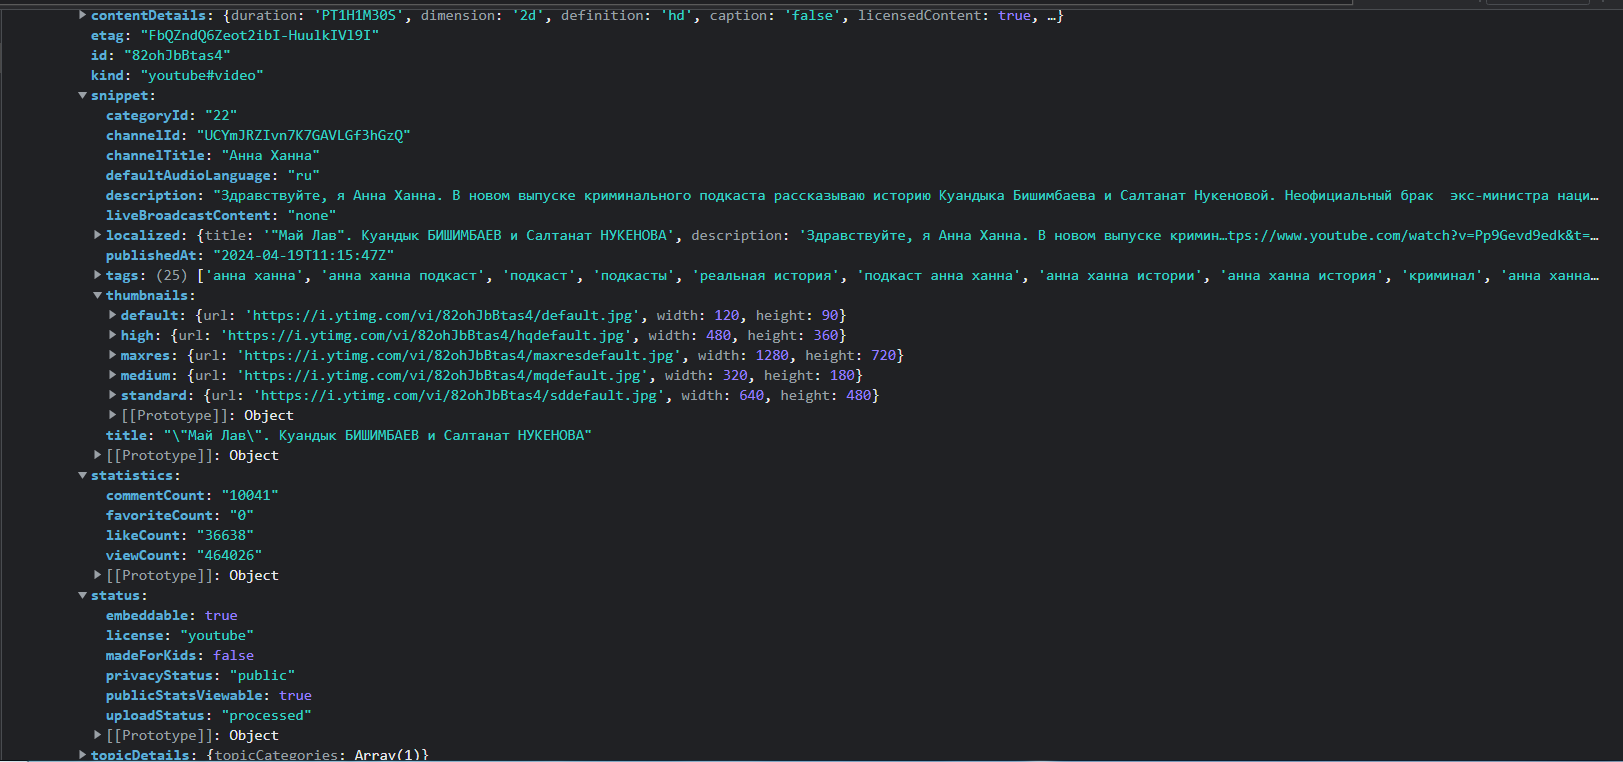 contentDetails: {duration: 'PT1H1M30S', dimension: '2d', definition: 'hd', caption: 'false', licensedContent: true, …}
etag: "FbQZndQ6Zeot2ibI-HuulkIVl9I"
id: "82ohJbBtas4"
kind: "youtube#video"
snippet:
categoryId: "22"
channelId: "UCYmJRZIvn7K7GAVLGf3hGzQ"
channelTitle: "Анна Ханна"
defaultAudioLanguage: "ru"
description: "Здравствуйте, я Анна Ханна. В новом выпуске криминального подкаста рассказываю историю Куандыка Бишимбаева и Салтанат Нукеновой. Неофициальный брак  экс-министра наци…
liveBroadcastContent: "none"
localized: {title: '"Май Лав". Куандык БИШИМБАЕВ и Салтанат НУКЕНОВА', description: 'Здравствуйте, я Анна Ханна. В новом выпуске кримин…tps://www.youtube.com/watch?v=Pp9Gevd9edk&t=…
publishedAt: "2024-04-19T11:15:47Z"
tags: (25) ['анна ханна', 'анна ханна подкаст', 'подкаст', 'подкасты', 'реальная история', 'подкаст анна ханна', 'анна ханна истории', 'анна ханна история', 'криминал', 'анна ханна…
thumbnails:
default: {url: 'https://i.ytimg.com/vi/82ohJbBtas4/default.jpg', width: 120, height: 90}
high: {url: 'https://i.ytimg.com/vi/82ohJbBtas4/hqdefault.jpg', width: 480, height: 360}
maxres: {url: 'https://i.ytimg.com/vi/82ohJbBtas4/maxresdefault.jpg', width: 1280, height: 720}
medium: {url: 'https://i.ytimg.com/vi/82ohJbBtas4/mqdefault.jpg', width: 320, height: 180}
standard: {url: 'https://i.ytimg.com/vi/82ohJbBtas4/sddefault.jpg', width: 640, height: 480}
[[Prototype]]: Object
title: "\"Май Лав\". Куандык БИШИМБАЕВ и Салтанат НУКЕНОВА"
[[Prototype]]: Object
statistics:
commentCount: "10041"
favoriteCount: "0"
likeCount: "36638"
viewCount: "464026"
[[Prototype]]: Object
status:
embeddable: true
license: "youtube"
madeForKids: false
privacyStatus: "public"
publicStatsViewable: true
uploadStatus: "processed"
[[Prototype]]: Object
topicDetails: {topicCategories: Array(1)}